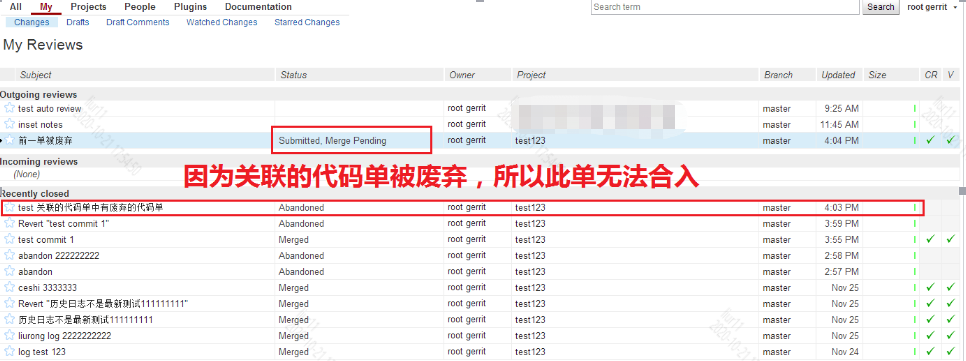 All My Projects People Plugins Documentation Search term Search root gerrit
Changes Drafts Draft Comments Watched Changes Starred Changes
My Reviews
Subject Status Owner Project Branch Updated Size CR V
Outgoing reviews
test auto review root gerrit master 9:25 AM
inset notes root gerrit master 11:45 AM
前一单被废弃 Submitted, Merge Pending root gerrit test123 master 4:04 PM
Incoming reviews
(None)
因为关联的代码单被废弃，所以此单无法合入
Recently closed
test 关联的代码单中有废弃的代码单 Abandoned root gerrit test123 master 4:03 PM
Revert "test commit 1" Abandoned root gerrit test123 master 3:59 PM
test commit 1 Merged root gerrit test123 master 3:55 PM
abandon 222222222 Abandoned root gerrit test123 master 2:58 PM
abandon Abandoned root gerrit test123 master 2:57 PM
ceshi 3333333 Merged root gerrit test123 master Nov 25
Revert "历史日志不是最新测试111111111" Merged root gerrit test123 master Nov 25
历史日志不是最新测试111111111 Merged root gerrit test123 master Nov 25
liurong log 2222222222 Merged root gerrit test123 master Nov 25
log test 123 Merged root gerrit test123 master Nov 24